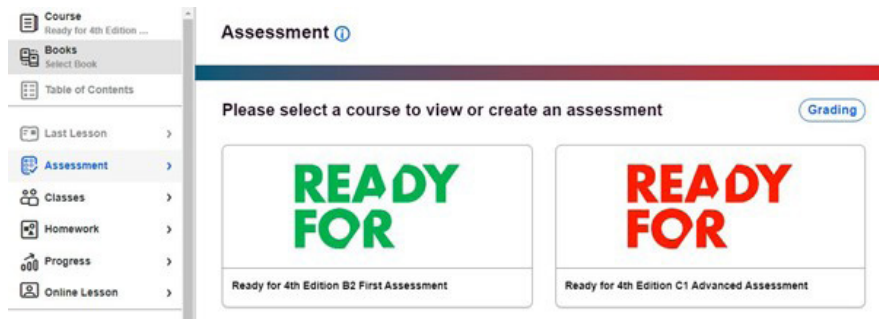 Course
Ready for 4th Edition ...
Books
Select Book
Table of Contents
Last Lesson
Assessment
Classes
Homework
Progress
Online Lesson
Assessment
Please select a course to view or create an assessment
Grading
READY
FOR
Ready for 4th Edition B2 First Assessment
READY
FOR
Ready for 4th Edition C1 Advanced Assessment